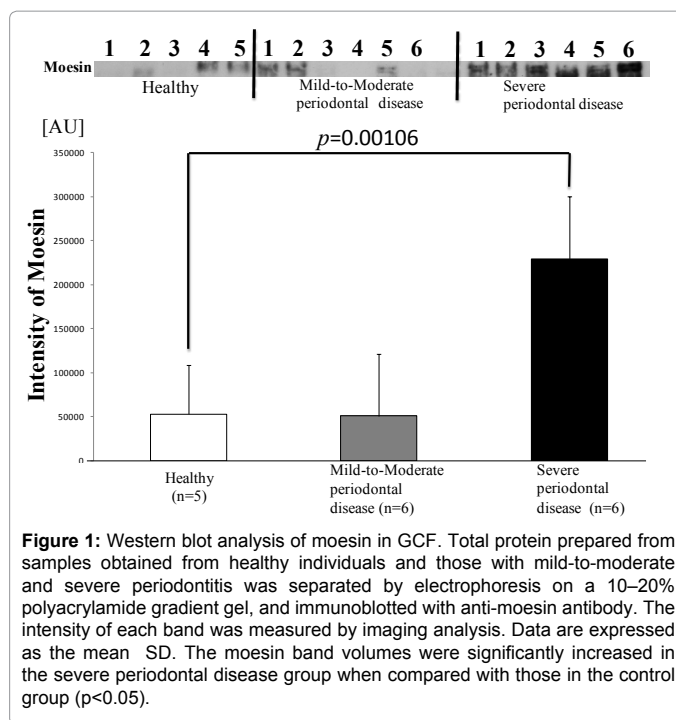 1 2 3 4 5 1 2 3 4 5 6 1 2 3 4 5 6
Moesin
Healthy
Mild-to-Moderate
periodontal disease
Severe
periodontal disease
[AU]
p=0.00106
350000
300000
250000
200000
150000
100000
50000
0
Intensity of Moesin
Healthy
(n=5)
Mild-to-Moderate
periodontal
disease (n=6)
Severe
periodontal
disease (n=6)
Figure 1: Western blot analysis of moesin in GCF. Total protein prepared from
samples obtained from healthy individuals and those with mild-to-moderate
and severe periodontitis was separated by electrophoresis on a 10–20%
polyacrylamide gradient gel, and immunoblotted with anti-moesin antibody. The
intensity of each band was measured by imaging analysis. Data are expressed
as the mean SD. The moesin band volumes were significantly increased in
the severe periodontal disease group when compared with those in the control
group (p<0.05).